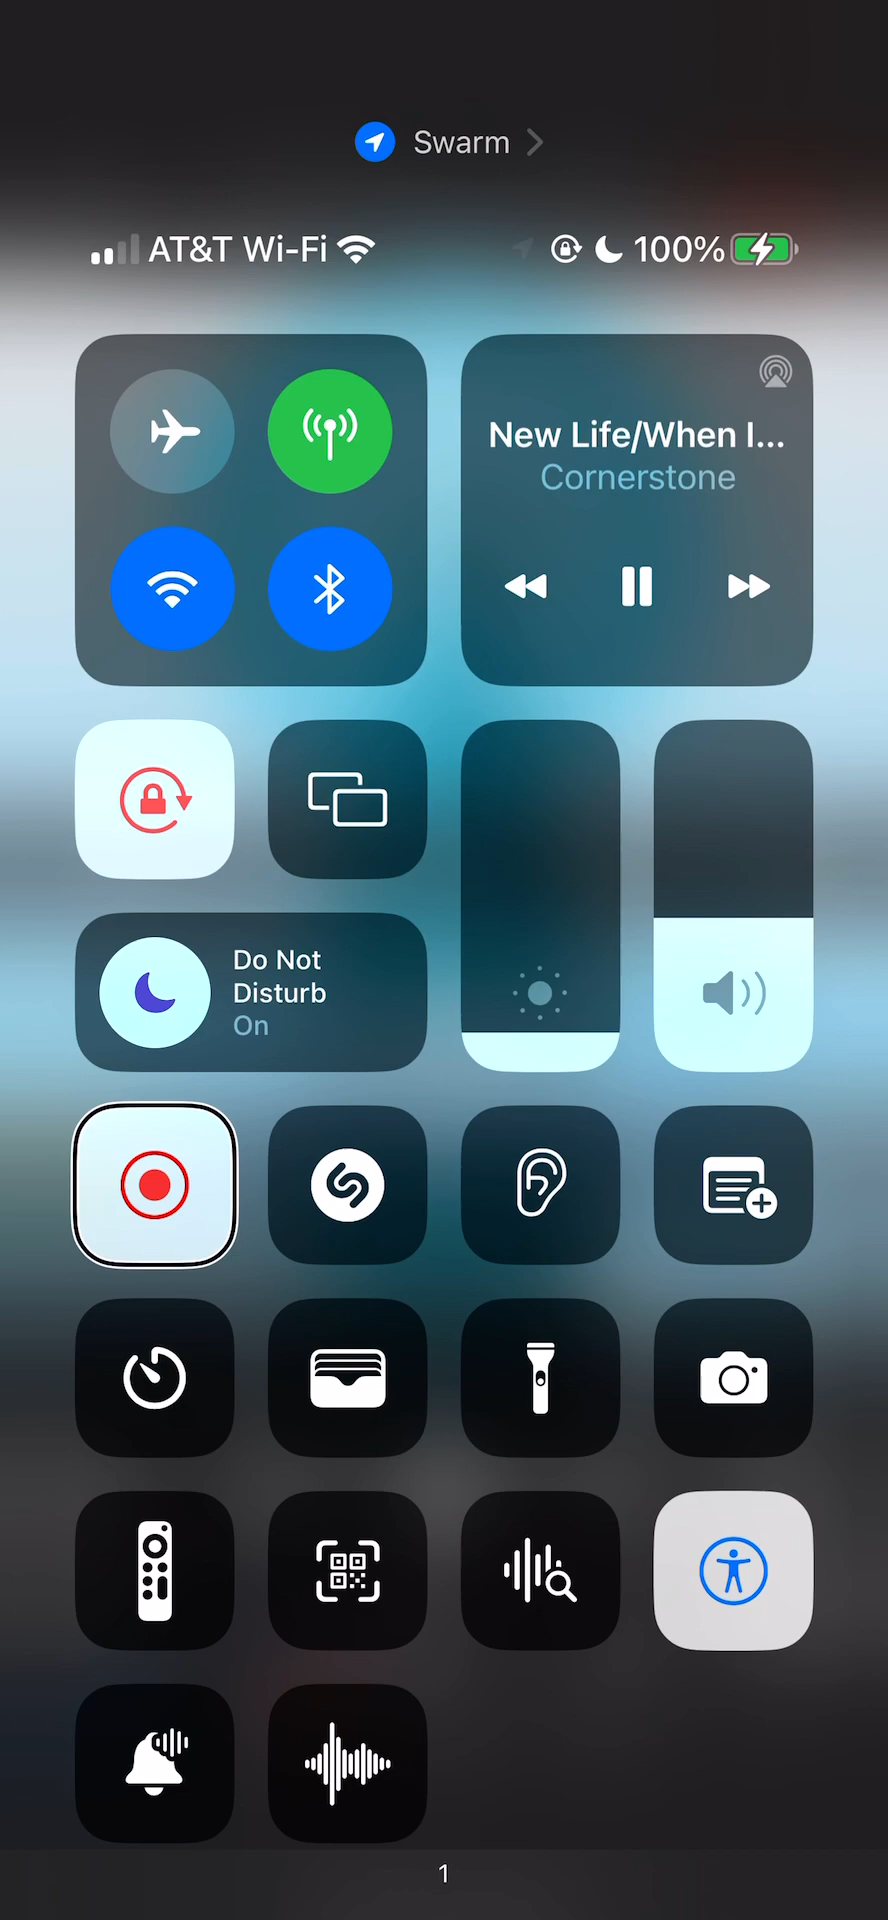 Swarm
AT&T Wi-Fi 100%
New Life/When I...
Cornerstone
Do Not
Disturb
On
1